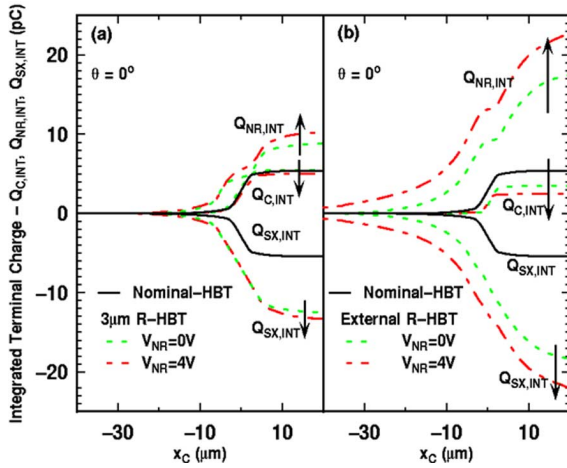 Integrated Terminal Charge – Q_C,INT, Q_NR,INT, Q_SX,INT (pC)
20
10
0
−10
−20
(a)
θ = 0°
Q_NR,INT
Q_C,INT
Q_SX,INT
Nominal–HBT
3μm R–HBT
V_NR=0V
V_NR=4V
Q_SX,INT
−30
−10
10
x_C (μm)
(b)
θ = 0°
Q_NR,INT
Q_C,INT
Q_SX,INT
Nominal–HBT
External R–HBT
V_NR=0V
V_NR=4V
Q_SX,INT
−30
−10
10
x_C (μm)